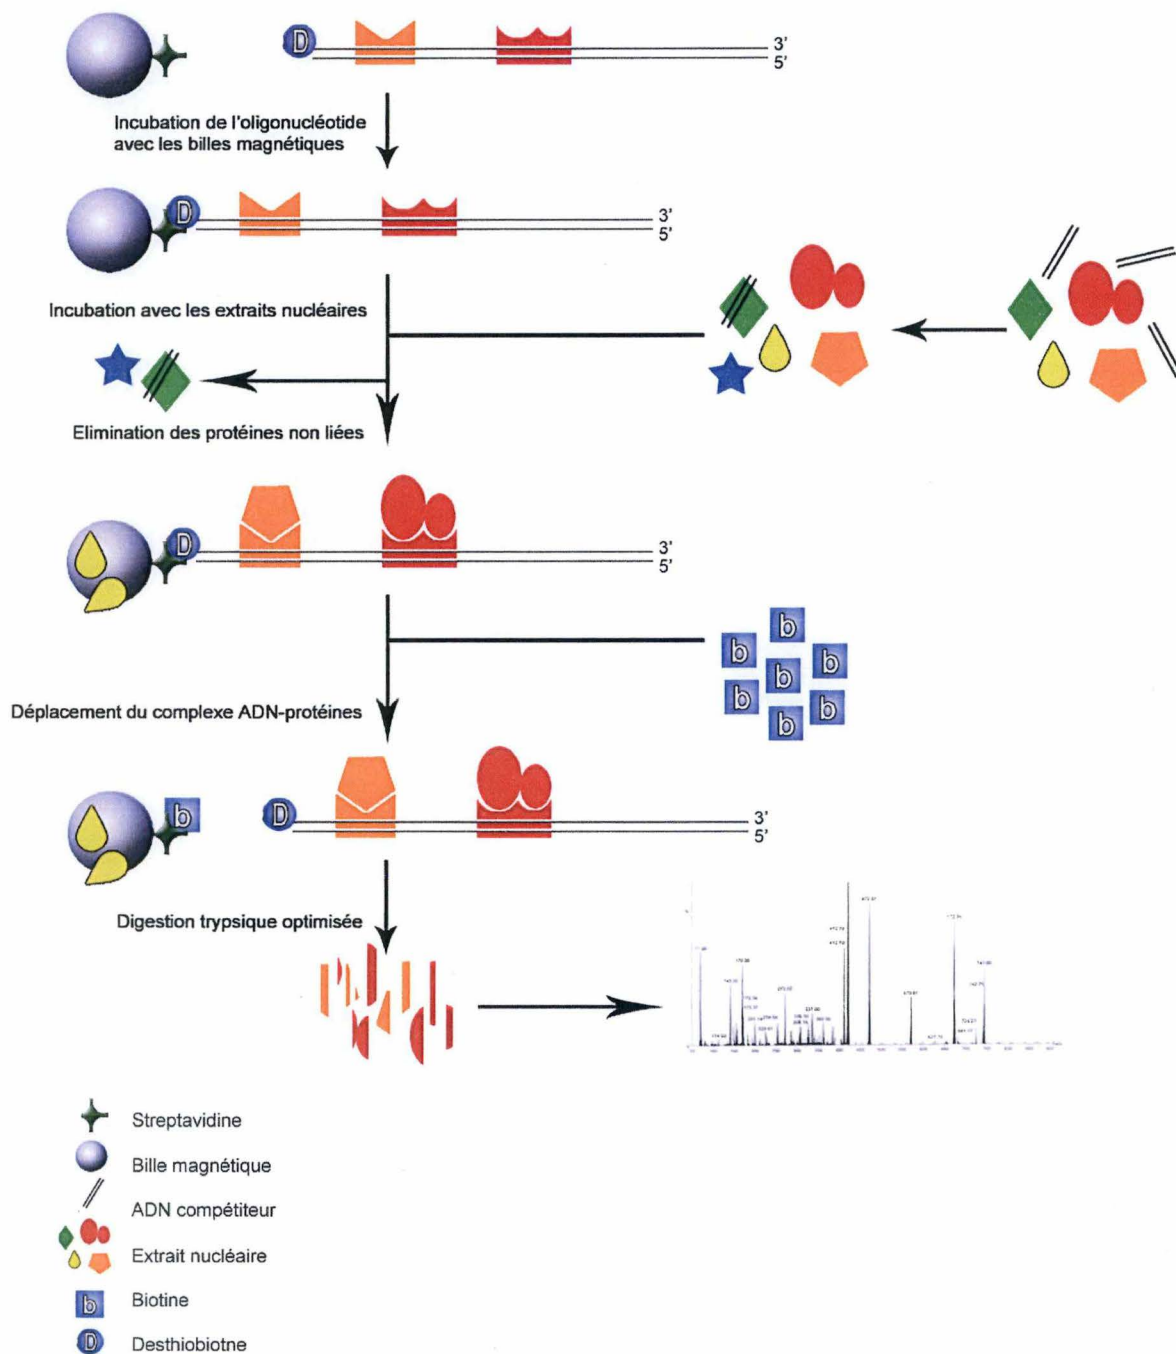 D
3'
5'
Incubation de l'oligonucléotide
avec les billes magnétiques
D
3'
5'
Incubation avec les extraits nucléaires
Elimination des protéines non liées
D
3'
5'
b
b
b
b
b
b
b
Déplacement du complexe ADN-protéines
b
D
3'
5'
Digestion trypsique optimisée
Streptavidine
Bille magnétique
ADN compétiteur
Extrait nucléaire
b Biotine
D Desthiobiotne